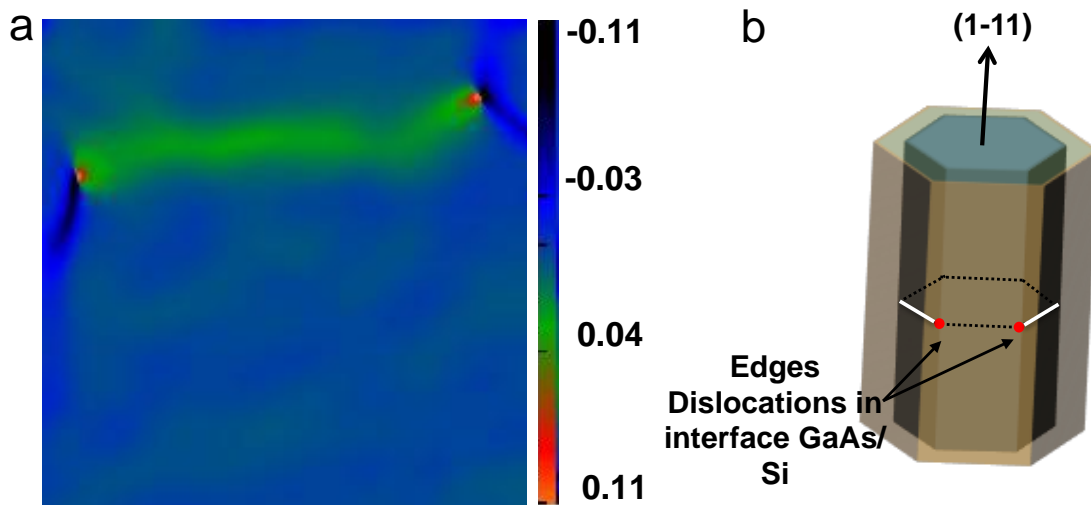 a
-0.11
-0.03
0.04
0.11
b
(1-11)
Edges
Dislocations in
interface GaAs/
Si